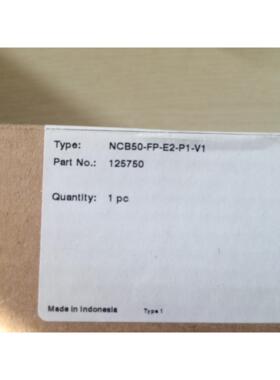 Type: NCB50-FP-E2-P1-V1
Part No.: 125750
Quantity: 1 pc
Made in Indonesia Type 1